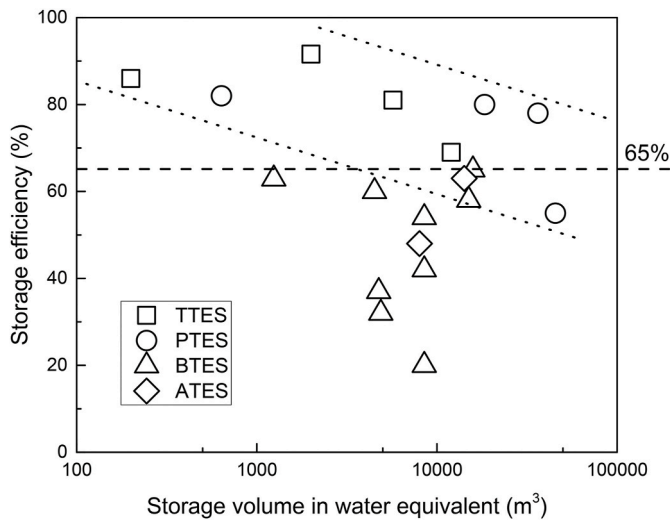 100
80
60
40
20
0
Storage efficiency (%)
65%
TTES
PTES
BTES
ATES
100
1000
10000
100000
Storage volume in water equivalent (m³)